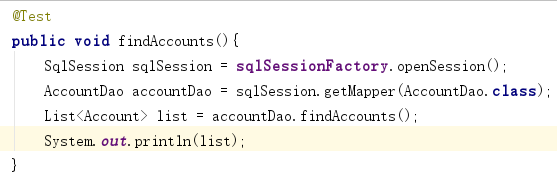 @Test
public void findAccounts(){
    SqlSession sqlSession = sqlSessionFactory.openSession();
    AccountDao accountDao = sqlSession.getMapper(AccountDao.class);
    List<Account> list = accountDao.findAccounts();
    System.out.println(list);
}